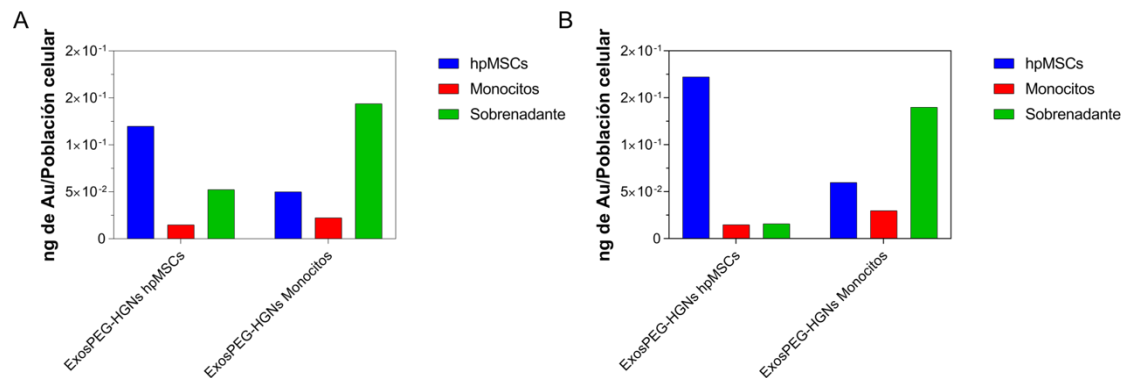 A
ng de Au/Población celular
2×10⁻¹
2×10⁻¹
1×10⁻¹
5×10⁻²
0
ExosPEG-HGNs hpMSCs
ExosPEG-HGNs Monocitos
hpMSCs
Monocitos
Sobrenadante
B
ng de Au/Población celular
2×10⁻¹
2×10⁻¹
1×10⁻¹
5×10⁻²
0
ExosPEG-HGNs hpMSCs
ExosPEG-HGNs Monocitos
hpMSCs
Monocitos
Sobrenadante